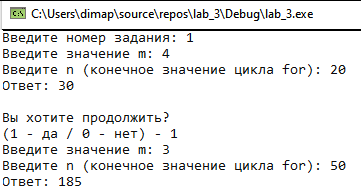 C:\Users\dimap\source\repos\lab_3\Debug\lab_3.exe
Введите номер задания: 1
Введите значение m: 4
Введите n (конечное значение цикла for): 20
Ответ: 30
Вы хотите продолжить?
(1 - да / 0 - нет) - 1
Введите значение m: 3
Введите n (конечное значение цикла for): 50
Ответ: 185